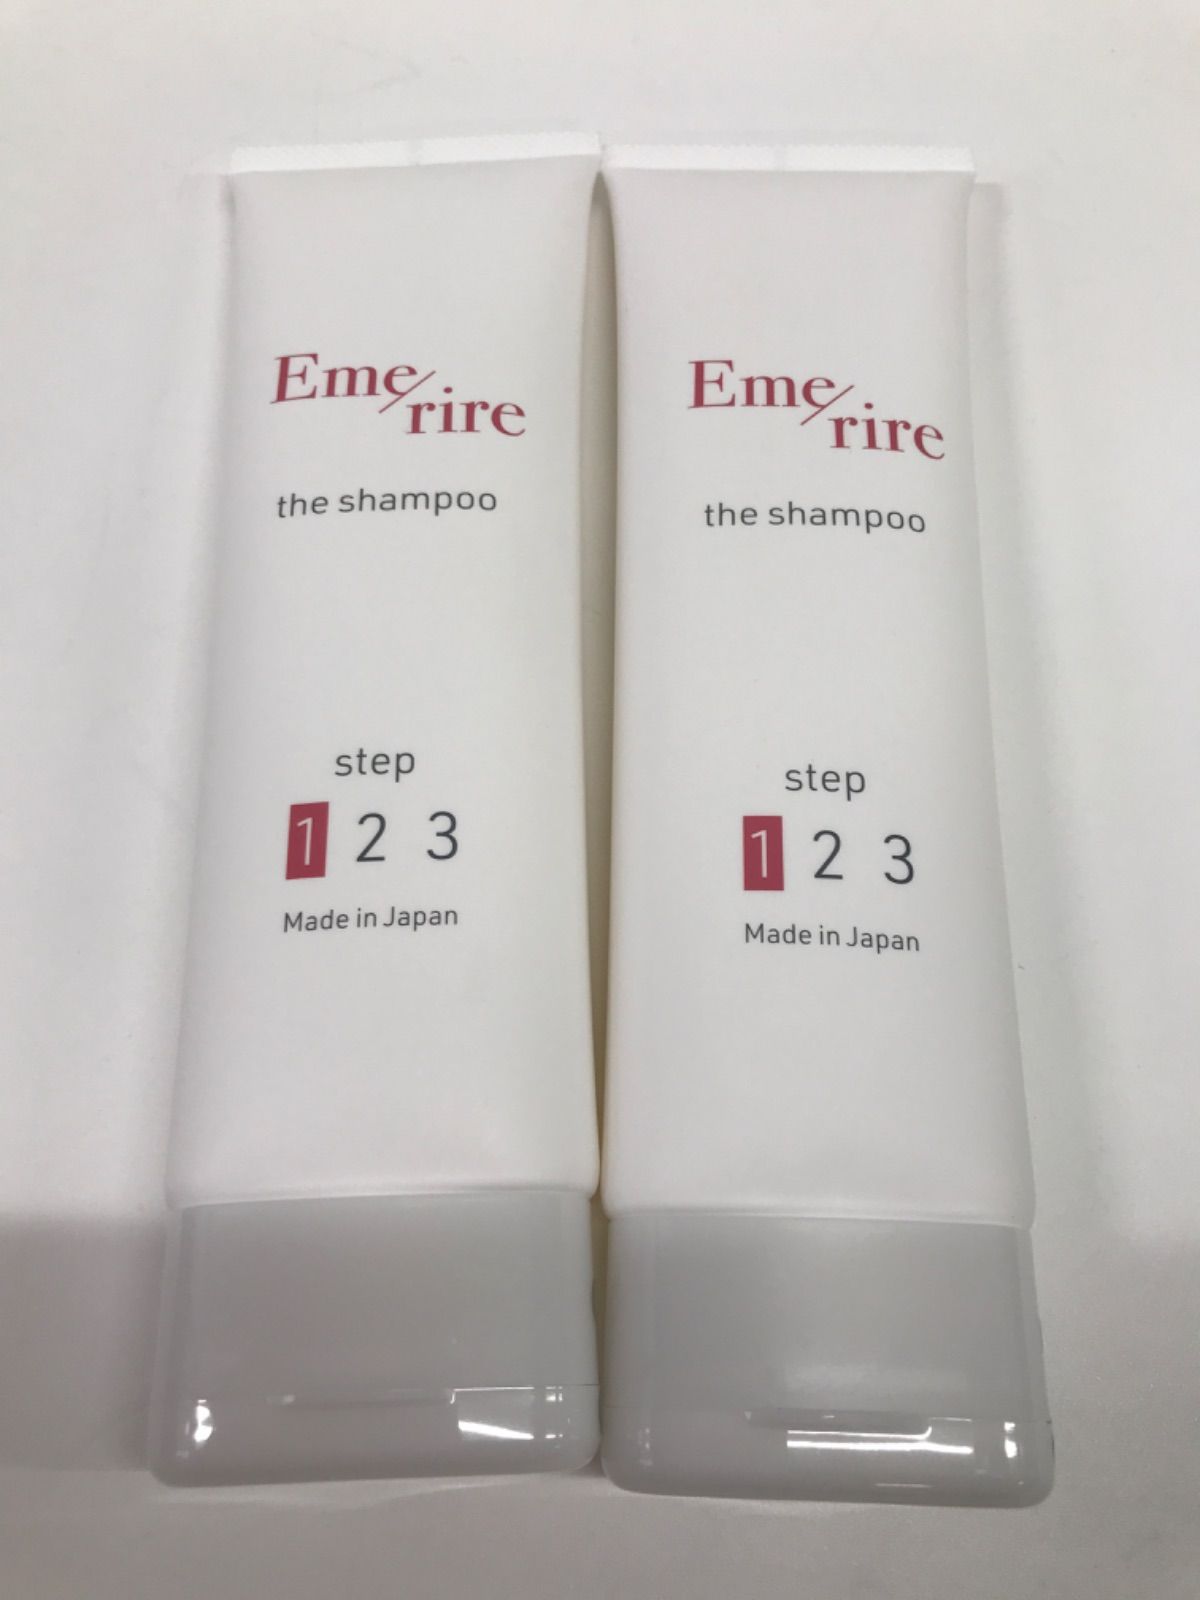 Eme/
rire
the shampoo
step
1 2 3
Made in Japan
Eme/
rire
the shampoo
step
1 2 3
Made in Japan